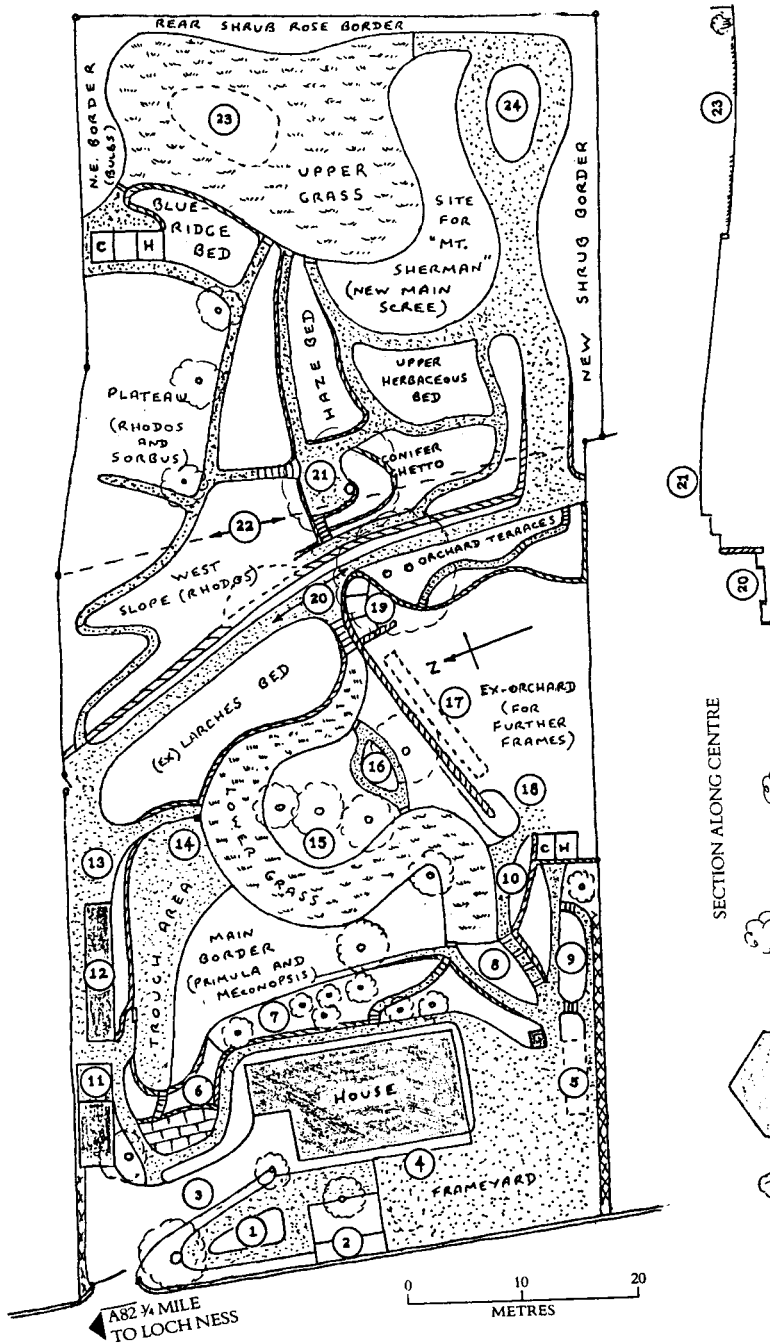 REAR SHRUB ROSE BORDER
N.E. BORDER
(BULBS)
23
24
UPPER
GRASS
BLUE-
RIDGE
BED
C H
SITE
FOR
"MT.
SHERMAN"
(NEW MAIN
SCREE)
NEW SHRUB BORDER
HAZE BED
UPPER
HERBACEOUS
BED
PLATEAU
(RHODOS
AND
SORBUS)
CONIFER
GHETTO
21
22
WEST
SLOPE (RHODOS)
ORCHARD TERRACES
20
19
Z
17
EX-ORCHARD
(FOR
FURTHER
FRAMES)
(EX) LARCHES BED
16
18
LOWER GRASS
15
14
13
C W
10
TROUGH AREA
12
MAIN
BORDER
(PRIMULA AND
MECONOPSIS)
8
9
7
11
6
HOUSE
5
4
FRAMEYARD
3
1
2
A82 ¾ MILE
TO LOCH NESS
0 10 20
METRES
23
21
20
SECTION ALONG CENTRE